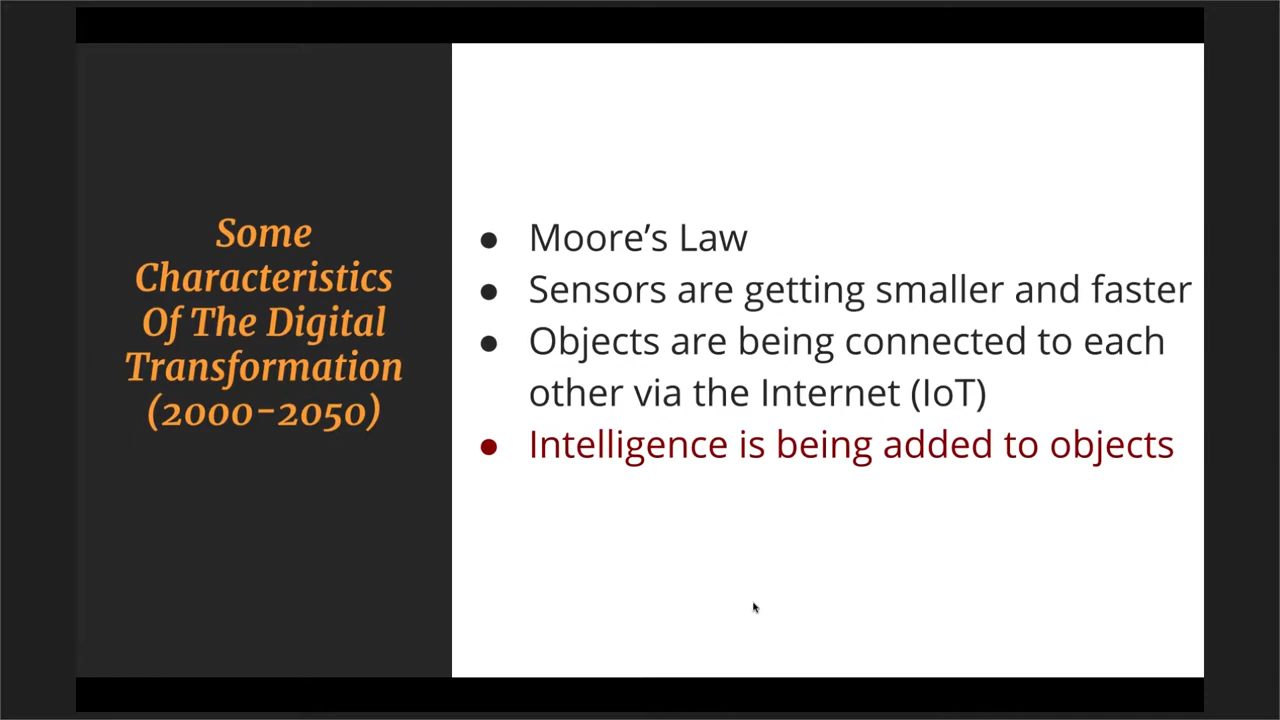 Some
Characteristics
Of The Digital
Transformation
(2000-2050)
● Moore’s Law
● Sensors are getting smaller and faster
● Objects are being connected to each
other via the Internet (IoT)
● Intelligence is being added to objects